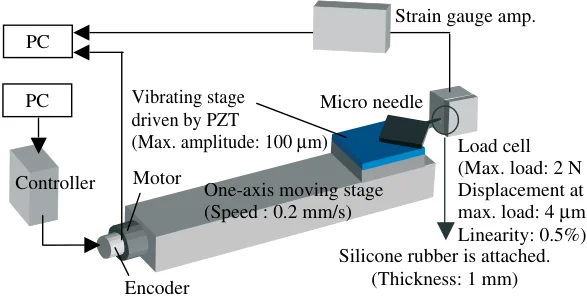 Strain gauge amp.
PC
PC
Vibrating stage
driven by PZT
(Max. amplitude: 100 μm)
Micro needle
Load cell
(Max. load: 2 N
Displacement at
max. load: 4 μm
Linearity: 0.5%)
Controller
Motor
One-axis moving stage
(Speed : 0.2 mm/s)
Silicone rubber is attached.
(Thickness: 1 mm)
Encoder